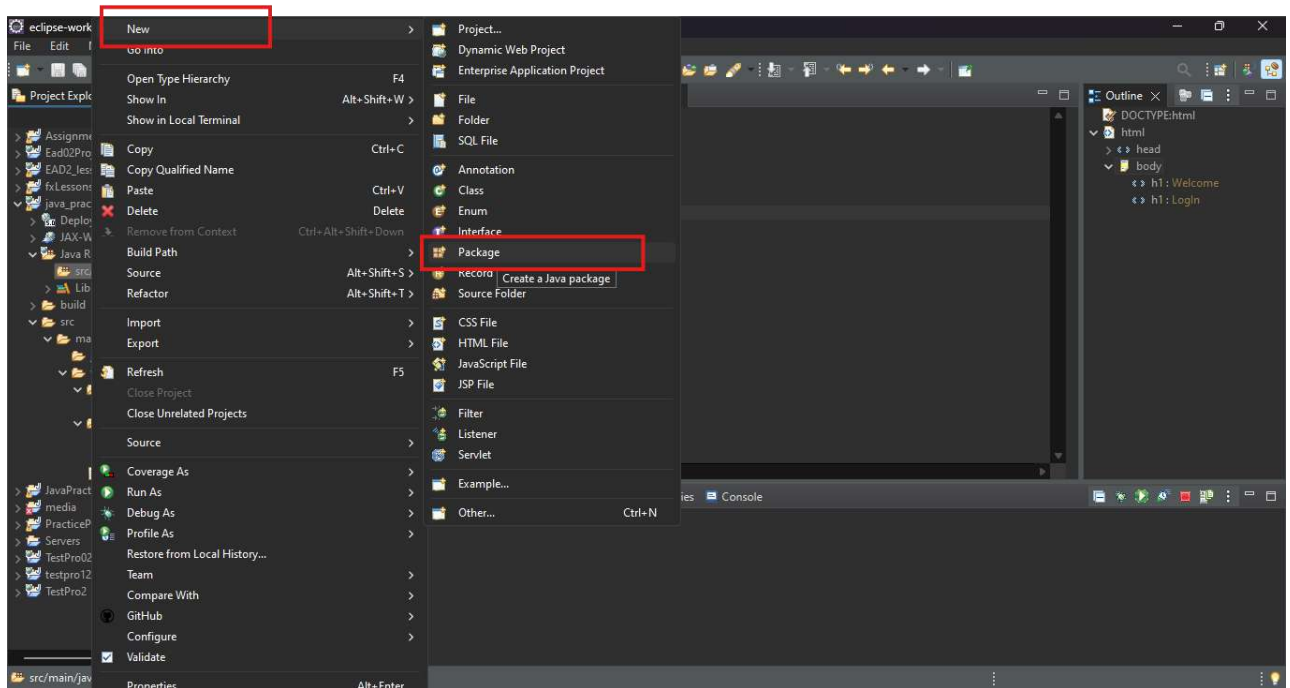 eclipse-work
File Edit
Project Explo
Assignme
Ead02Pro
EAD2_les
fxLessons
java_prac
Deploy
JAX-W
Java R
src/
Lib
build
src
ma
JavaPract
media
PracticeP
Servers
TestPro02
testpro12
TestPro2
src/main/jav
New
Go Into
Open Type Hierarchy F4
Show In Alt+Shift+W >
Show in Local Terminal >
Copy Ctrl+C
Copy Qualified Name
Paste Ctrl+V
Delete Delete
Remove from Context Ctrl+Alt+Shift+Down
Build Path >
Source Alt+Shift+S >
Refactor Alt+Shift+T >
Import >
Export >
Refresh F5
Close Project
Close Unrelated Projects
Source >
Coverage As >
Run As >
Debug As >
Profile As >
Restore from Local History...
Team >
Compare With >
GitHub >
Configure >
Validate
Properties Alt+Enter
Project...
Dynamic Web Project
Enterprise Application Project
File
Folder
SQL File
Annotation
Class
Enum
Interface
Package
Record
Create a Java package
Source Folder
CSS File
HTML File
JavaScript File
JSP File
Filter
Listener
Servlet
Example...
Other... Ctrl+N
ies Console
Outline
DOCTYPE:html
html
head
body
h1 : Welcome
h1 : LogIn